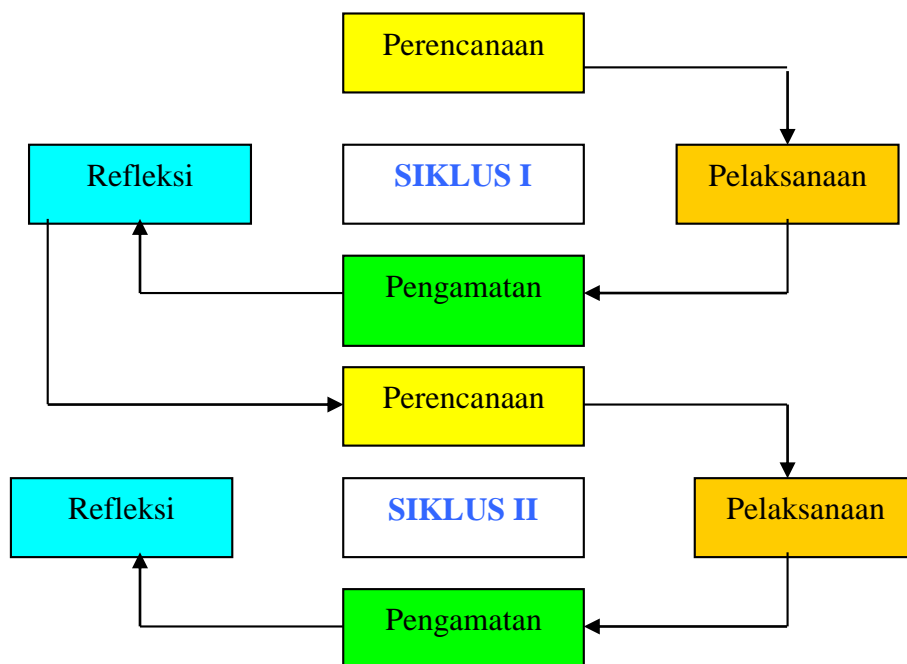 Perencanaan
Refleksi
SIKLUS I
Pelaksanaan
Pengamatan
Perencanaan
Refleksi
SIKLUS II
Pelaksanaan
Pengamatan